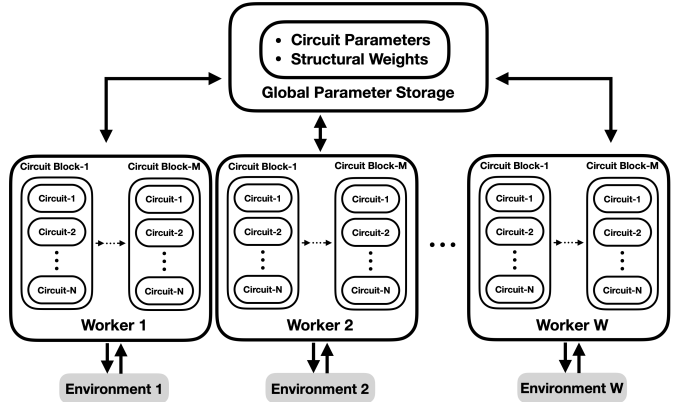 • Circuit Parameters
• Structural Weights
Global Parameter Storage
Circuit Block-1
Circuit Block-M
Circuit-1
Circuit-1
Circuit-2
Circuit-2
Circuit-N
Circuit-N
Worker 1
Environment 1
Circuit Block-1
Circuit Block-M
Circuit-1
Circuit-1
Circuit-2
Circuit-2
Circuit-N
Circuit-N
Worker 2
Environment 2
Circuit Block-1
Circuit Block-M
Circuit-1
Circuit-1
Circuit-2
Circuit-2
Circuit-N
Circuit-N
Worker W
Environment W